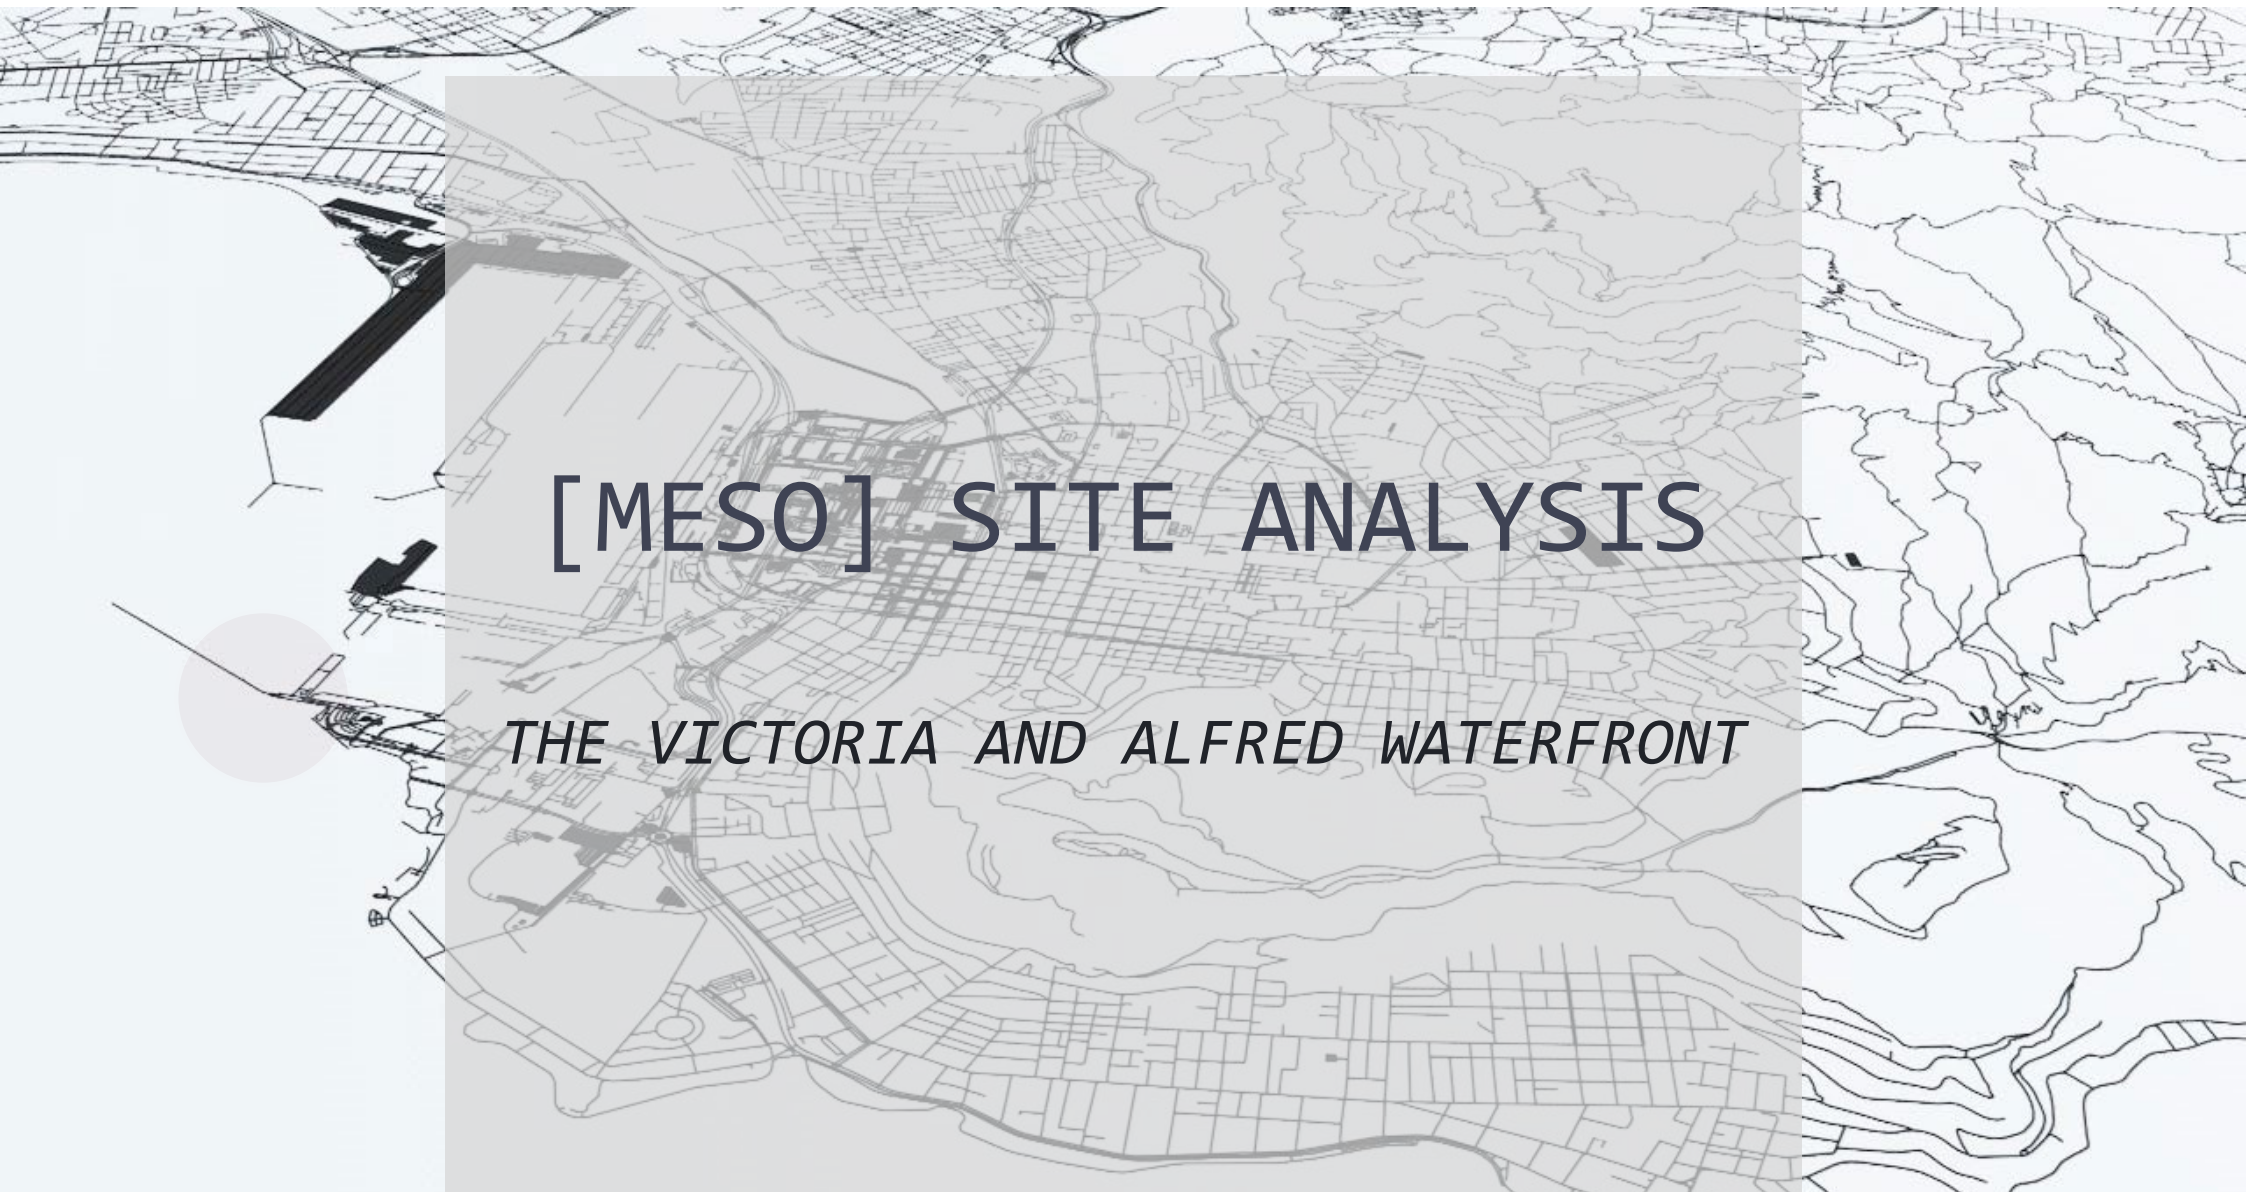 [MESO] SITE ANALYSIS
THE VICTORIA AND ALFRED WATERFRONT